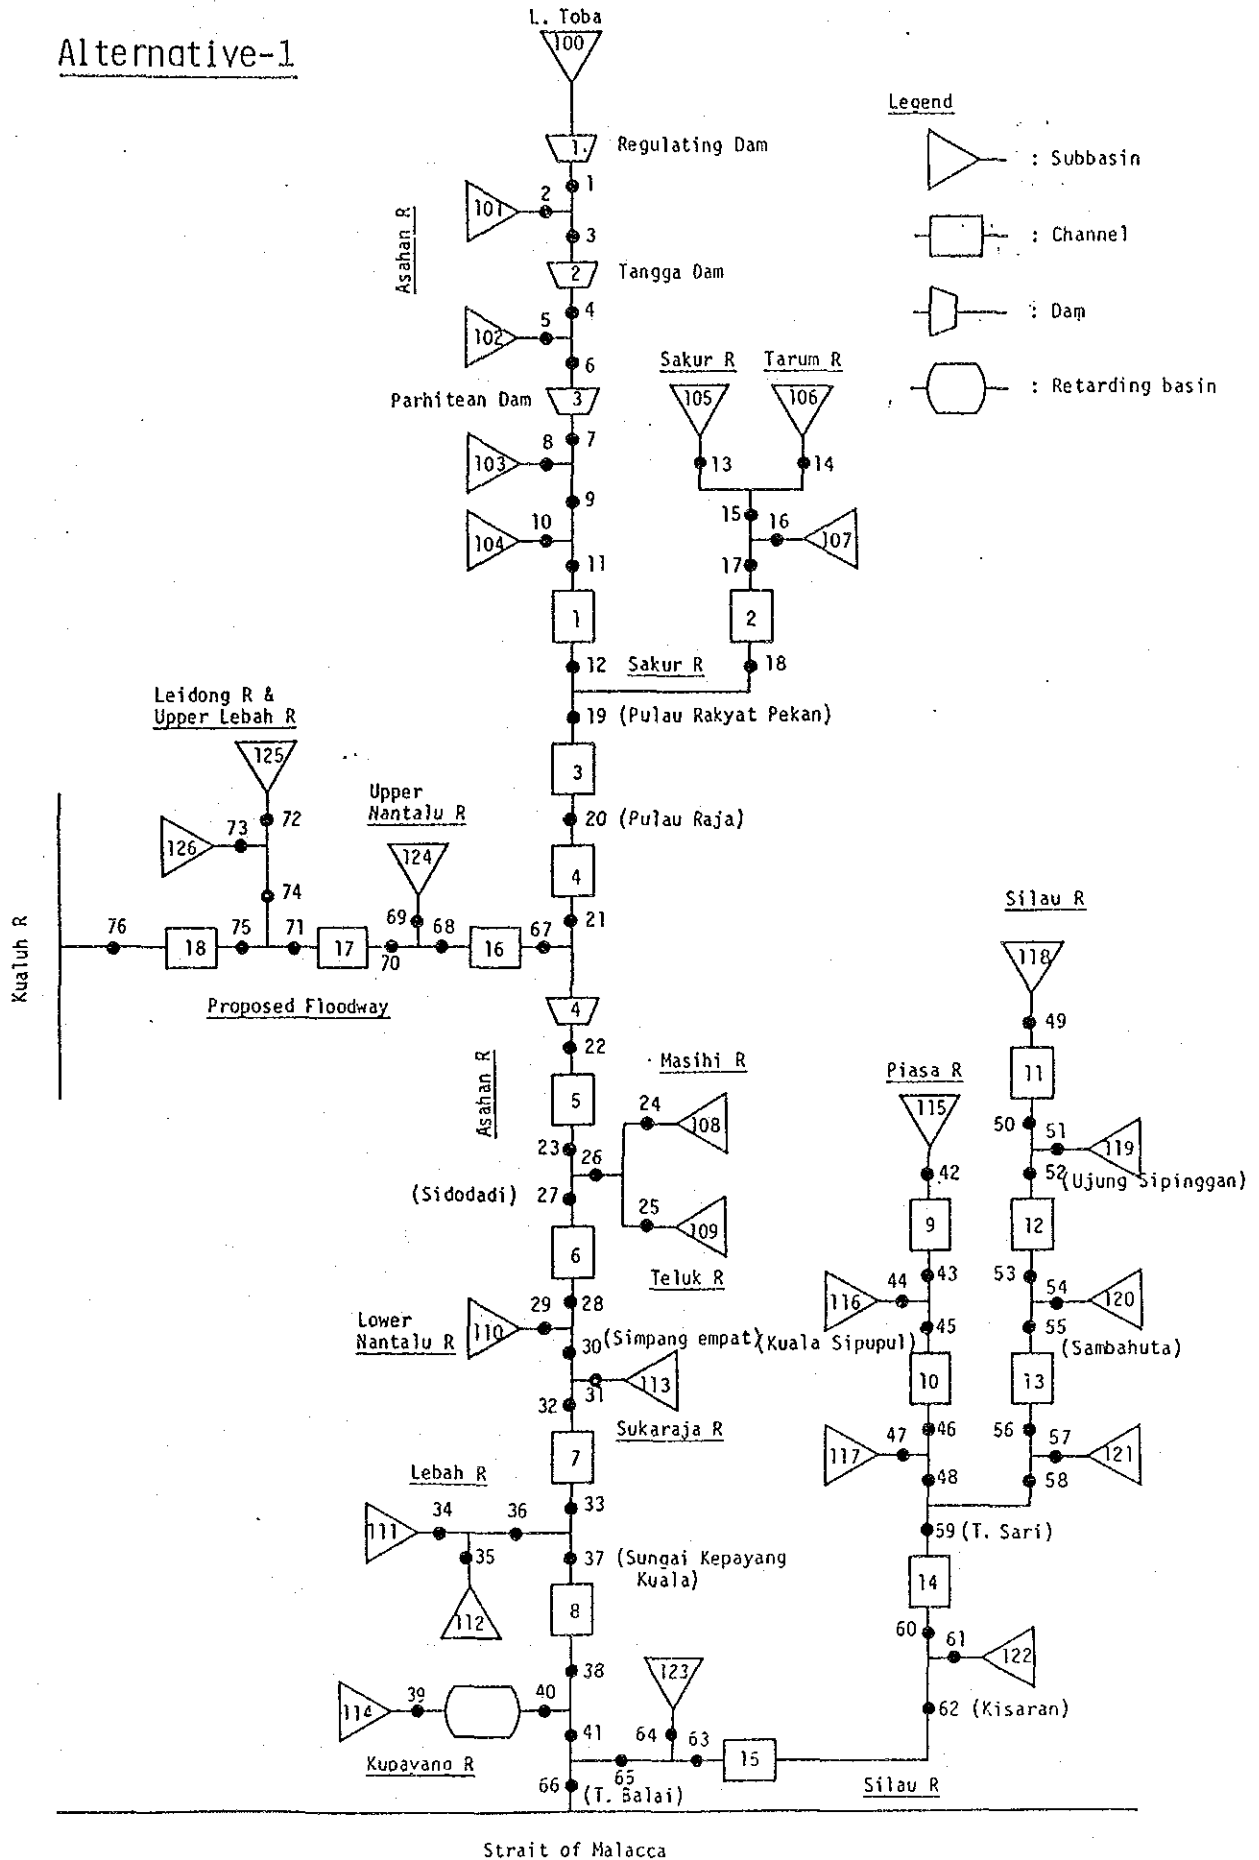 Alternative-1
L. Toba
100
Legend
1. Regulating Dam
: Subbasin
1
2
101
3
Asahan R
: Channel
2 Tangga Dam
4
5
102
6
: Dam
Sakur R Tarum R
105 106
Parhitean Dam 3
: Retarding basin
7
8
103
13 14
9
15 16
10
104 107
11 17
1 2
12 Sakur R 18
Leidong R &
Upper Lebah R
19 (Pulau Rakyat Pekan)
125
3
Upper
Nantalu R
72
73
126
20 (Pulau Raja)
124
4
74
Silau R
76 75 71 69 68 67 21
18 17 16
70
118
Kualuh R
Proposed Floodway
4
49
22
Masihi R
Asahan R
Piasa R
11
5
24
108
115
50 51
119
23 26
42 52
(Ujung Sipinggan)
(Sidodadi) 27
25
109
9 12
6
Teluk R
43 53
44 54
116 120
29 28
Lower
Nantalu R
110
45 55
30 (Simpang empat) (Kuala Sipupul) (Sambahuta)
31
113
10 13
32
Sukaraja R
46 56
47 57
117 121
7
48 58
Lebah R
33
34 36
111
59 (T. Sari)
35
37 (Sungai Kepayang
Kuala)
14
8
112
60
61
122
38
123
39 40
114
62 (Kisaran)
41
64 63
15
Kupayang R
65
66
(T. Balai)
Silau R
Strait of Malacca